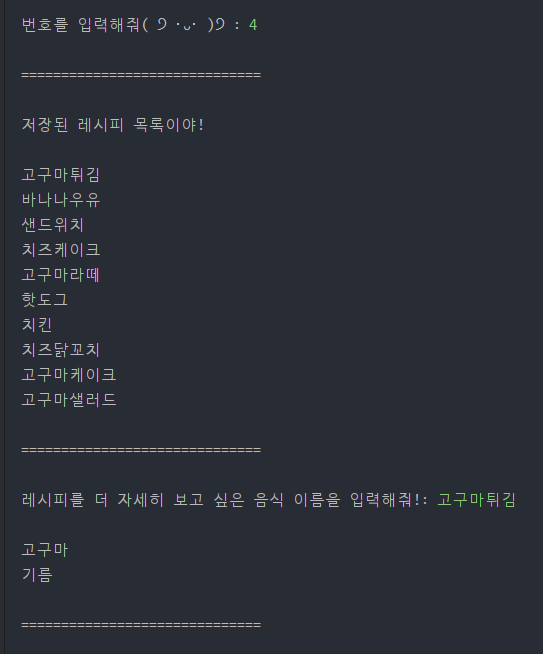 번호를 입력해줘( ୨ ·ᴗ· )୨ : 4
==============================
저장된 레시피 목록이야!
고구마튀김
바나나우유
샌드위치
치즈케이크
고구마라떼
핫도그
치킨
치즈닭꼬치
고구마케이크
고구마샐러드
==============================
레시피를 더 자세히 보고 싶은 음식 이름을 입력해줘!: 고구마튀김
고구마
기름
==============================